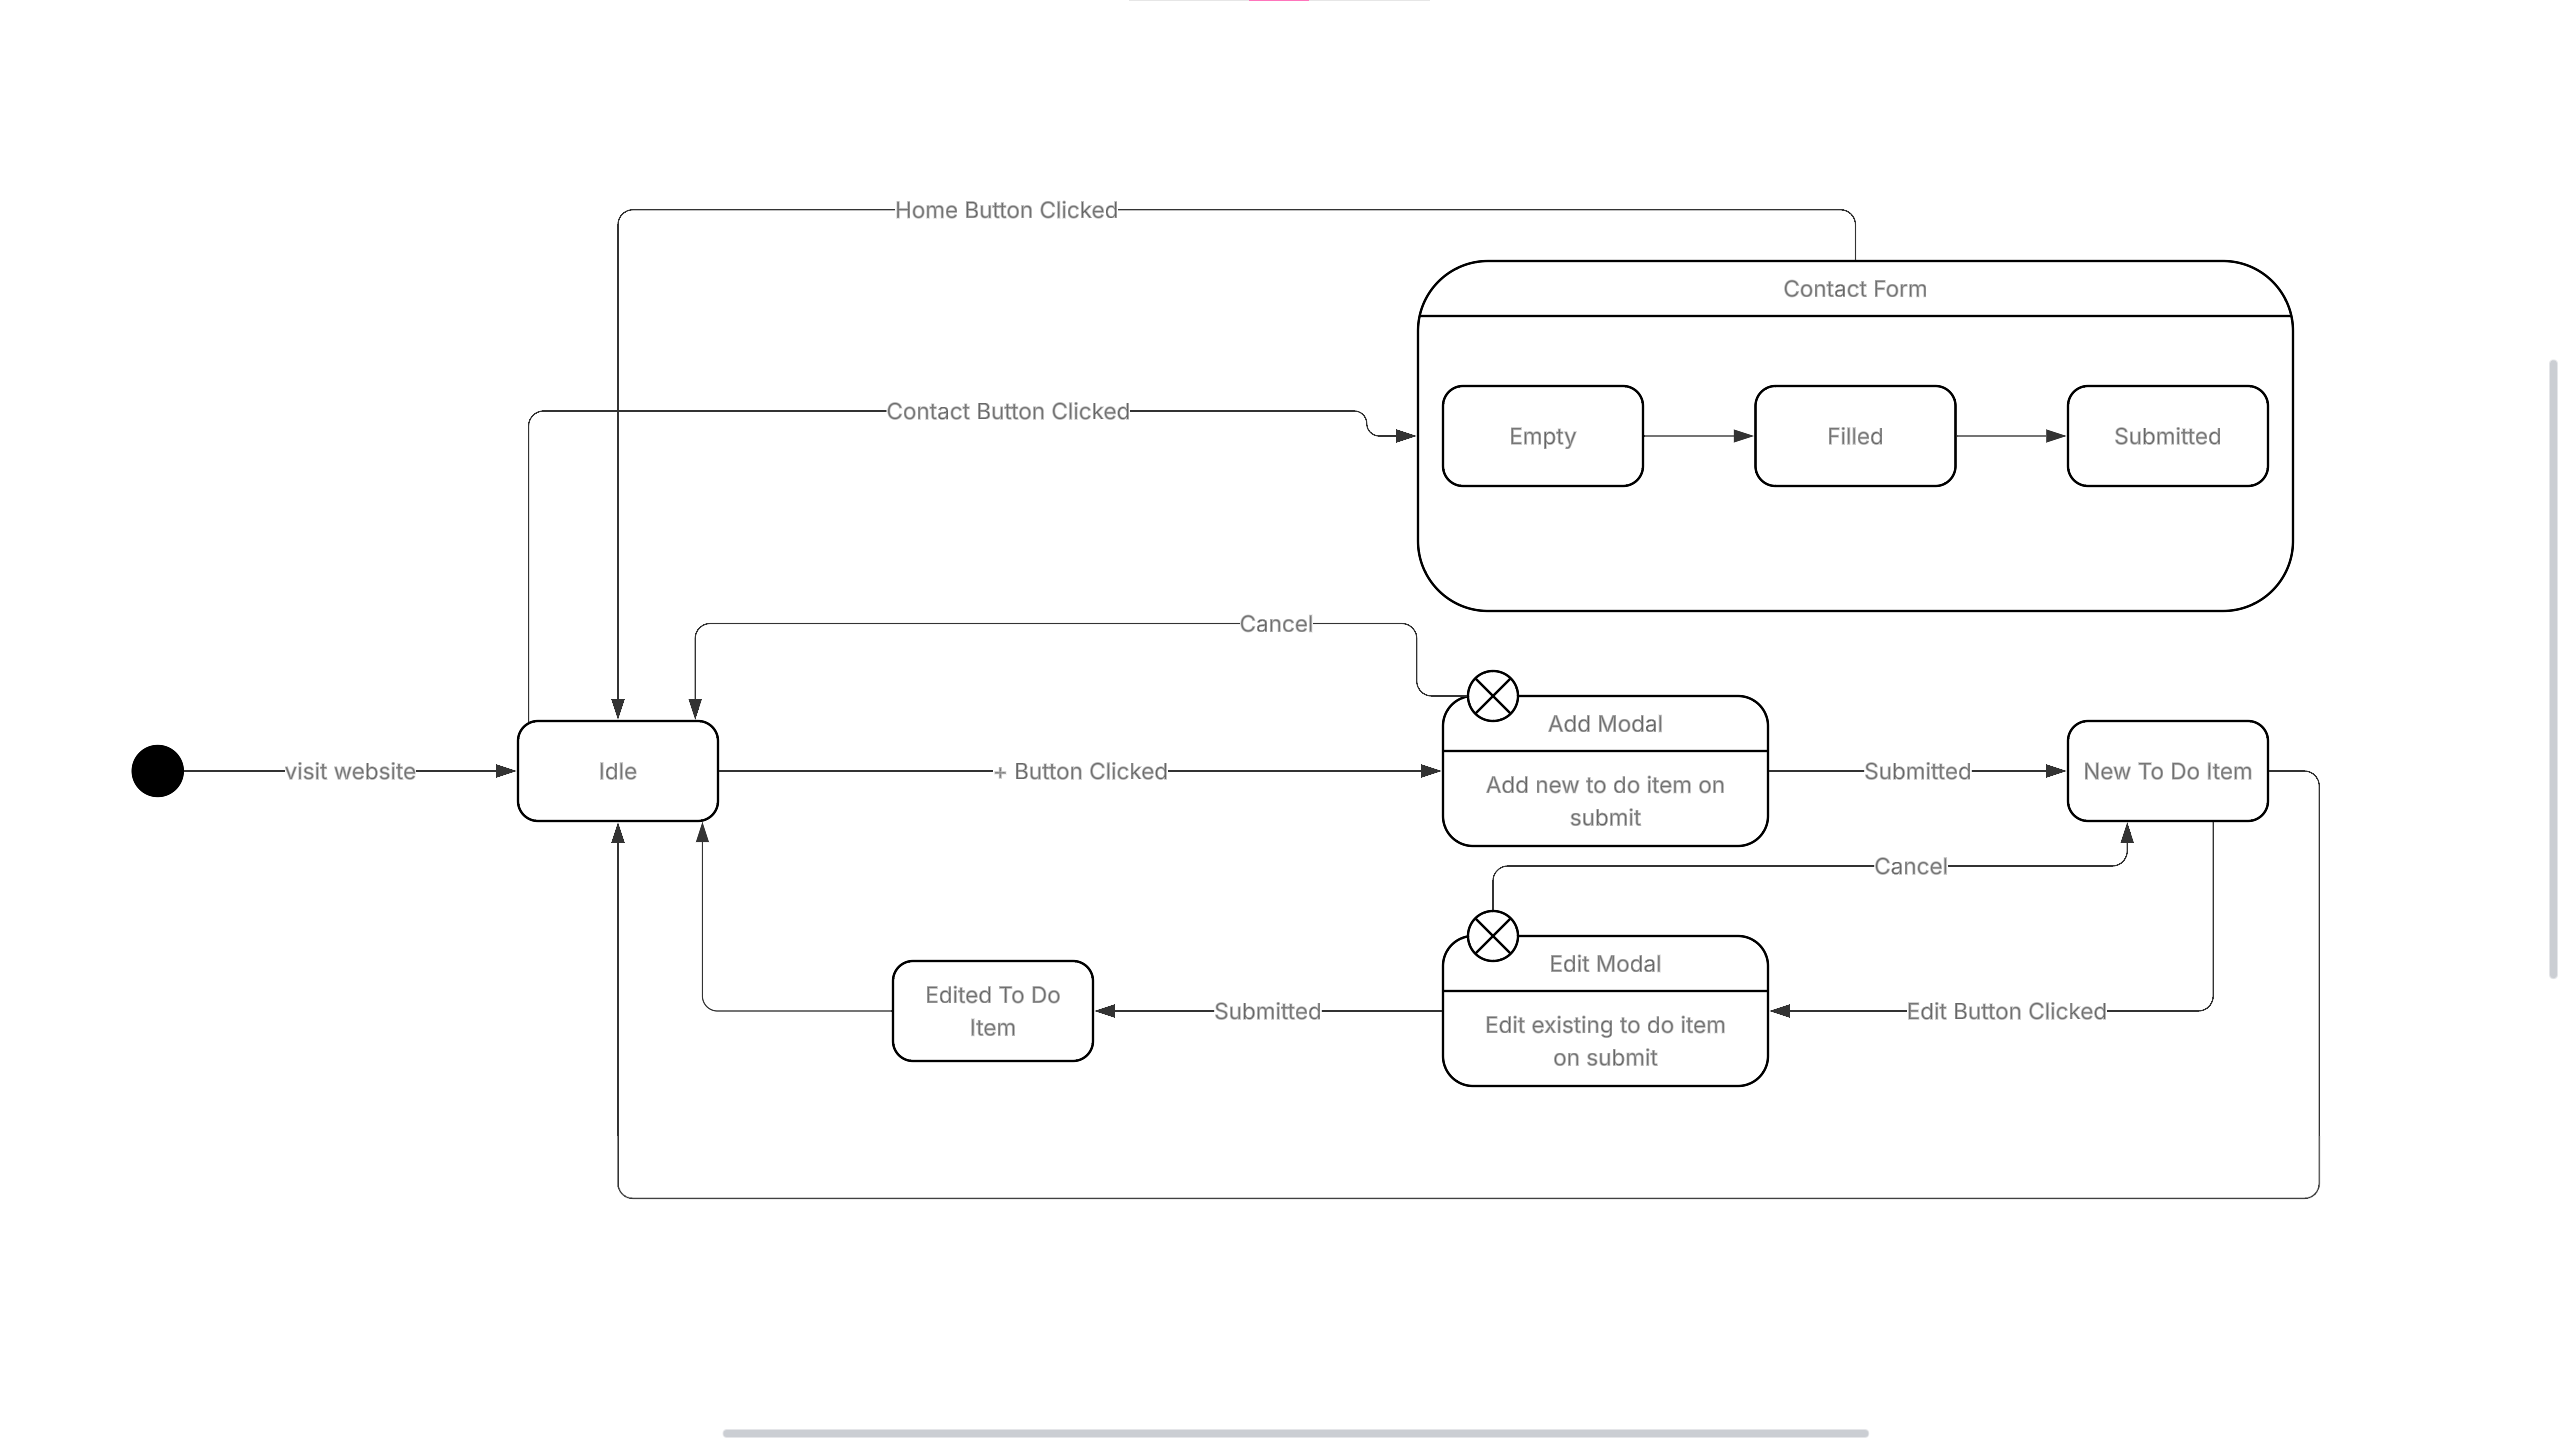 Home Button Clicked
Contact Form
Contact Button Clicked
Empty
Filled
Submitted
Cancel
Add Modal
visit website
Idle
+ Button Clicked
Add new to do item on
submit
Submitted
New To Do Item
Cancel
Edit Modal
Edited To Do
Item
Submitted
Edit existing to do item
on submit
Edit Button Clicked